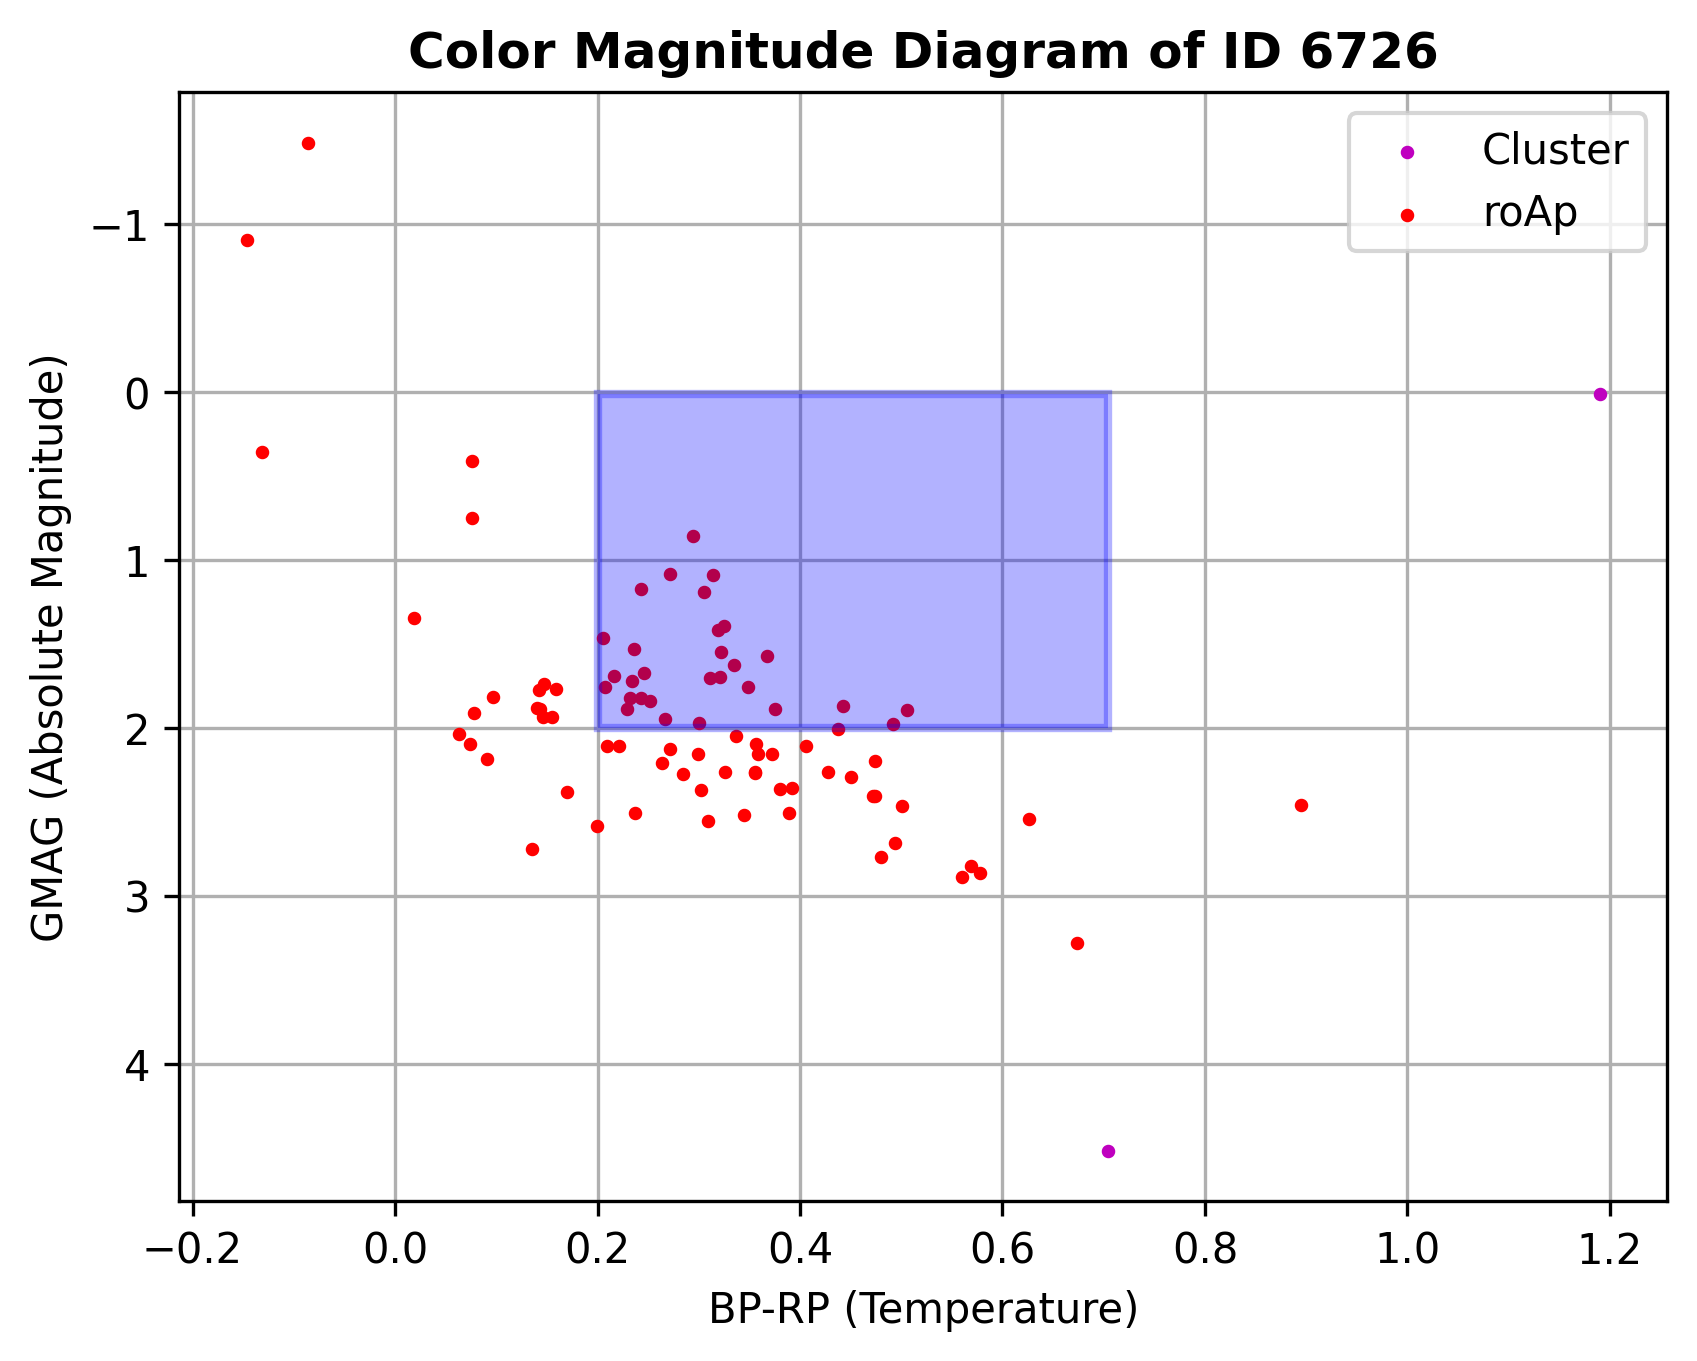 Color Magnitude Diagram of ID 6726
Cluster
roAp
−1
0
1
2
3
4
GMAG (Absolute Magnitude)
−0.2 0.0 0.2 0.4 0.6 0.8 1.0 1.2
BP-RP (Temperature)